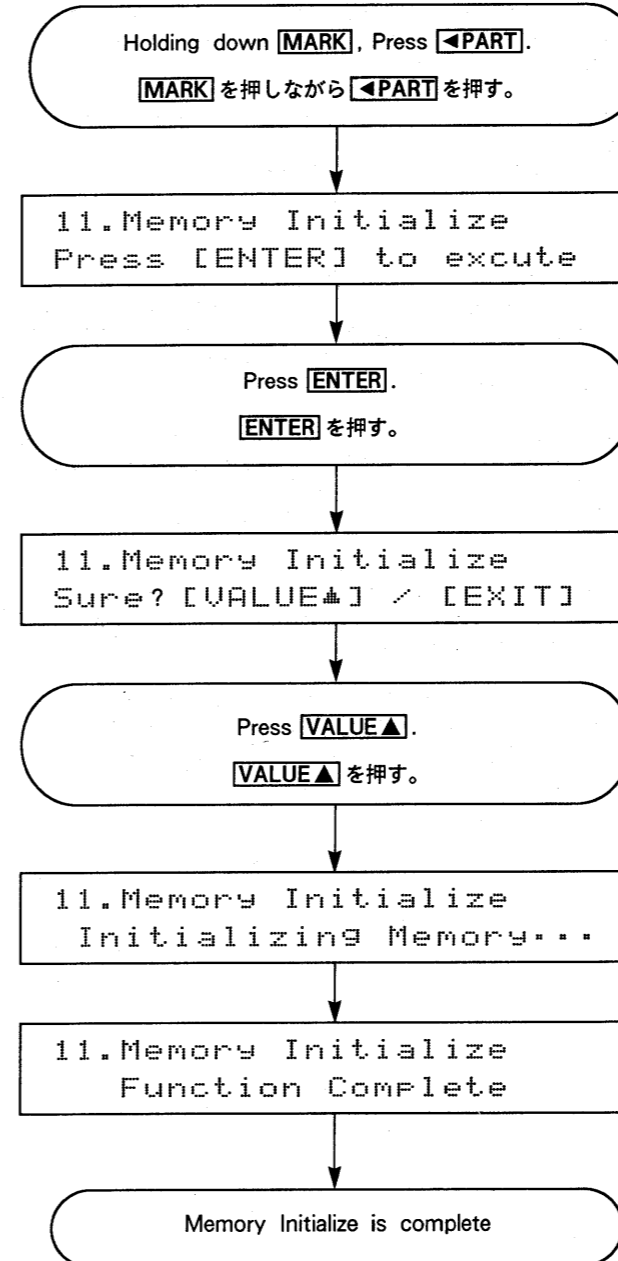 Holding down MARK, Press ◄PART.
MARKを押しながら◄PARTを押す。
11.Memory Initialize
Press [ENTER] to excute
Press ENTER.
ENTERを押す。
11.Memory Initialize
Sure? [VALUE▲] / [EXIT]
Press VALUE▲.
VALUE▲を押す。
11.Memory Initialize
Initializing Memory...
11.Memory Initialize
Function Complete
Memory Initialize is complete